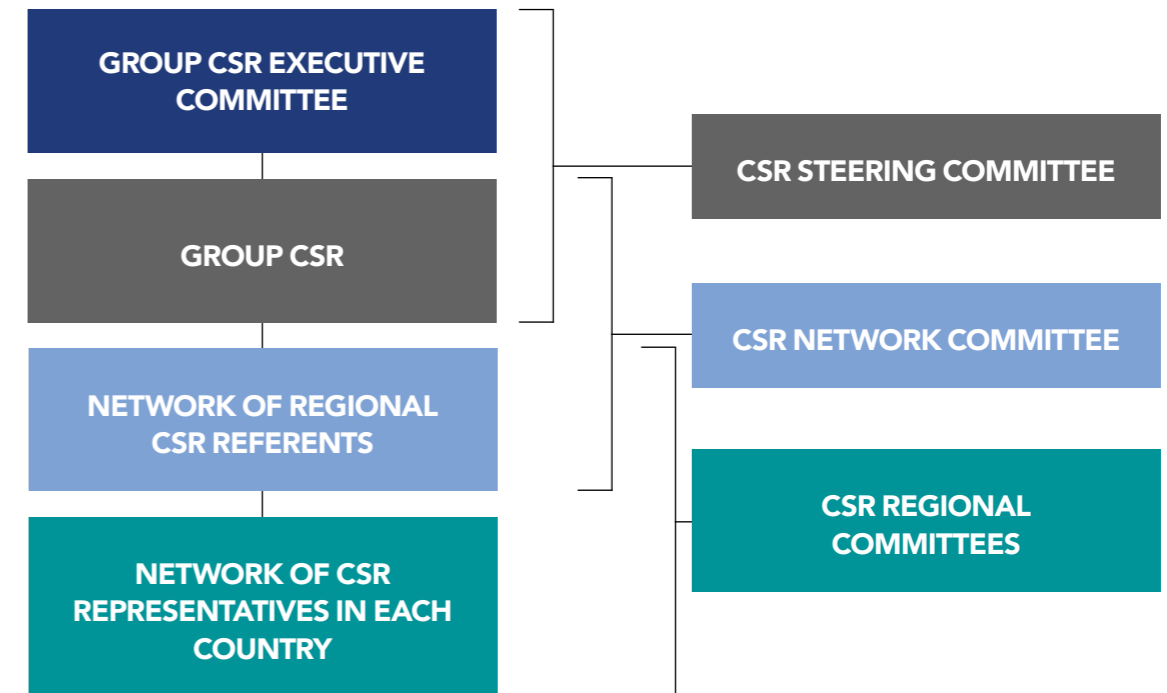 GROUP CSR EXECUTIVE
COMMITTEE
GROUP CSR
NETWORK OF REGIONAL
CSR REFERENTS
NETWORK OF CSR
REPRESENTATIVES IN EACH
COUNTRY
CSR STEERING COMMITTEE
CSR NETWORK COMMITTEE
CSR REGIONAL
COMMITTEES